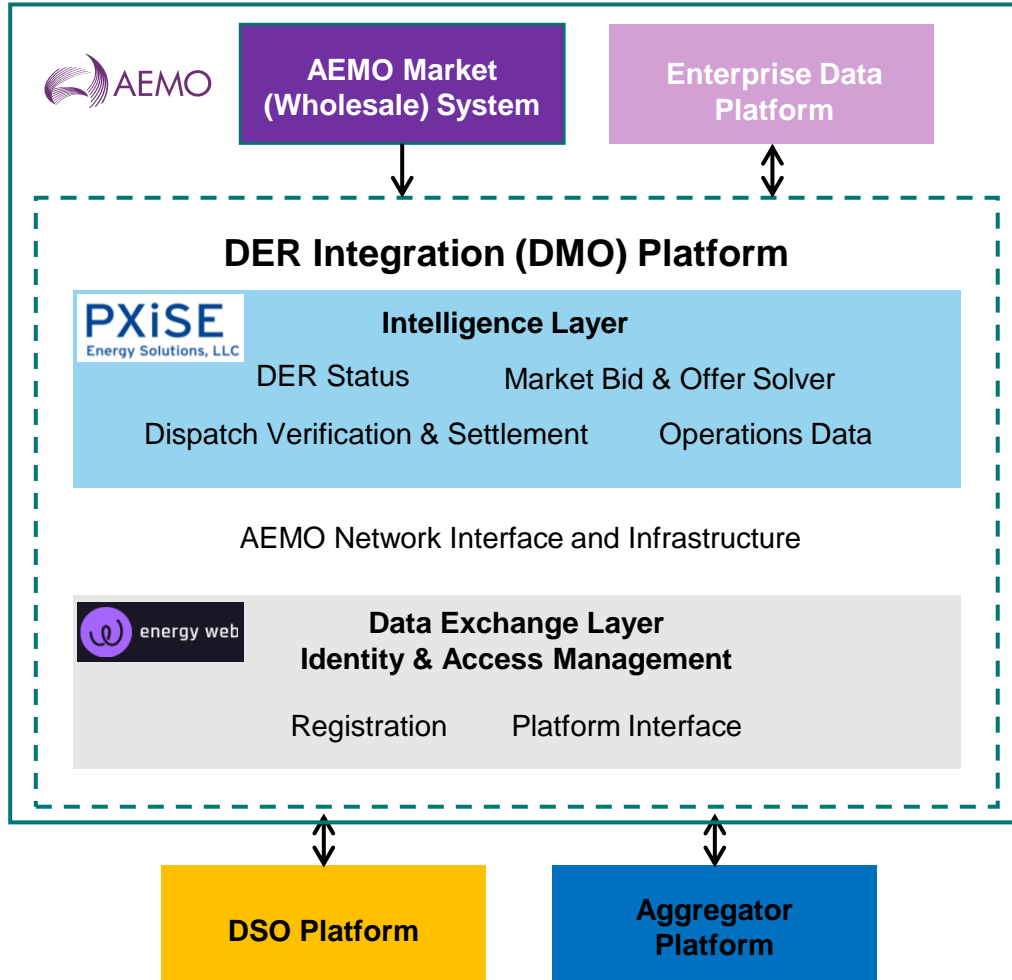 AEMO
AEMO Market
(Wholesale) System
Enterprise Data
Platform
DER Integration (DMO) Platform
PXiSE
Energy Solutions, LLC
Intelligence Layer
DER Status
Market Bid & Offer Solver
Dispatch Verification & Settlement
Operations Data
AEMO Network Interface and Infrastructure
energy web
Data Exchange Layer
Identity & Access Management
Registration
Platform Interface
DSO Platform
Aggregator
Platform